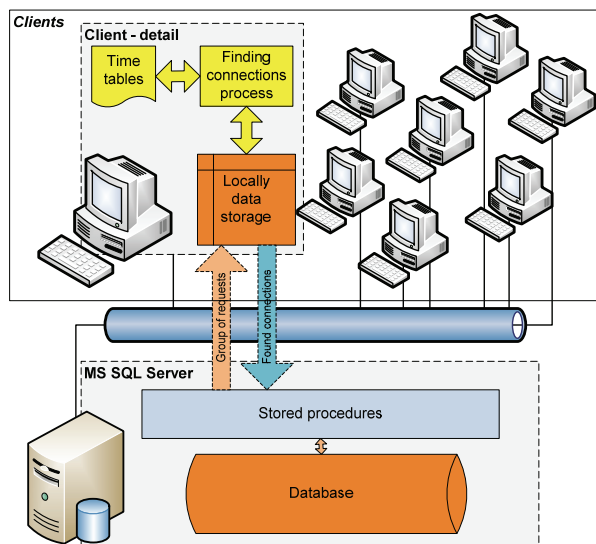 Clients
Client - detail
Time
tables
Finding
connections
process
Locally
data
storage
Group of requests
Found connections
MS SQL Server
Stored procedures
Database